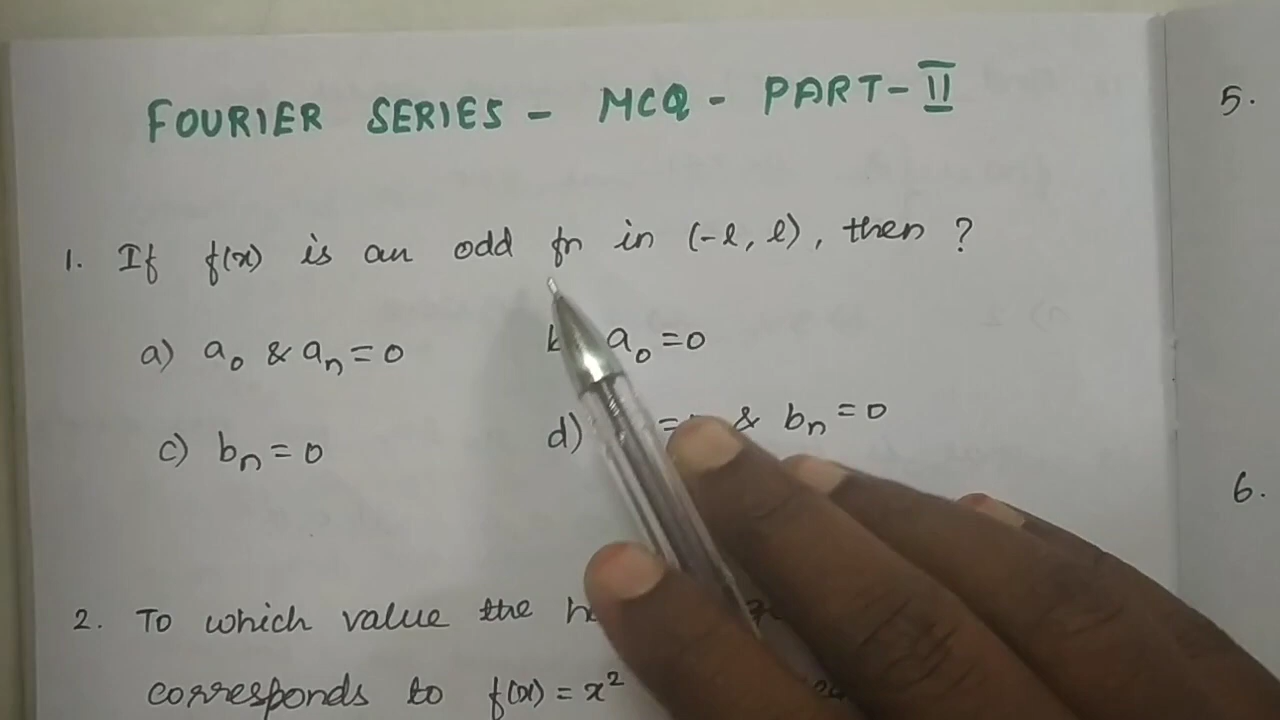 FOURIER SERIES - MCQ - PART-II
5.
1. If f(x) is an odd fn in (-l, l), then ?
a) a₀ & aₙ = 0
a₀ = 0
c) bₙ = 0
d) = & bₙ = 0
6.
2. To which value the
corresponds to f(x) = x²